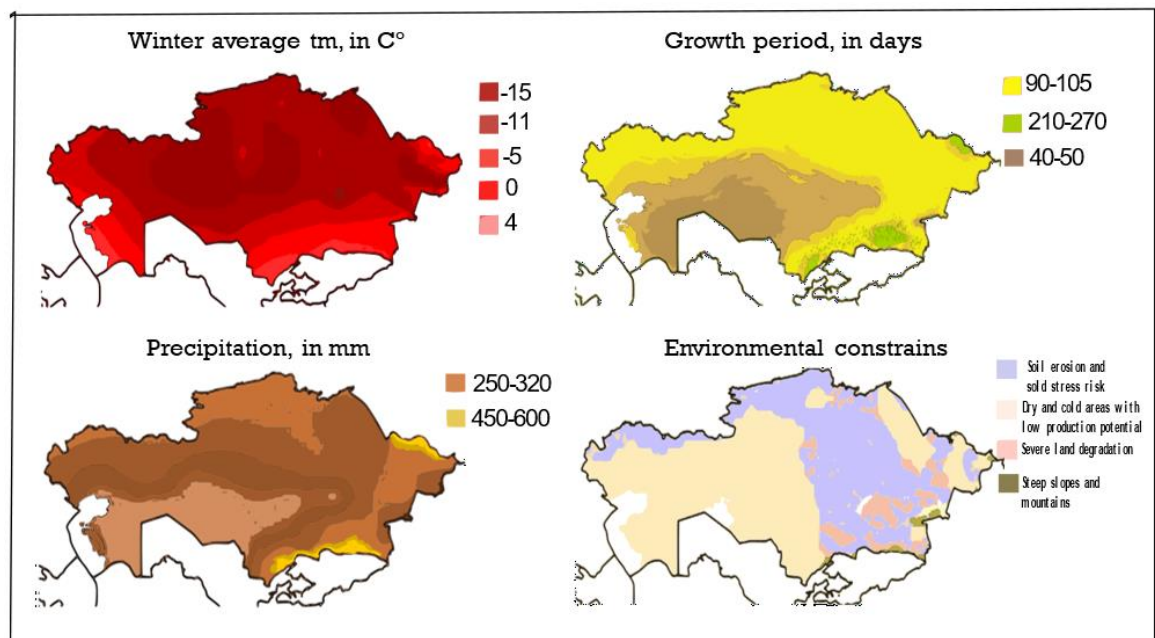 Winter average tm, in C°
-15
-11
-5
0
4
Growth period, in days
90-105
210-270
40-50
Precipitation, in mm
250-320
450-600
Environmental constrains
Soil erosion and
sold stress risk
Dry and cold areas with
low production potential
Severe land degradation
Steep slopes and
mountains